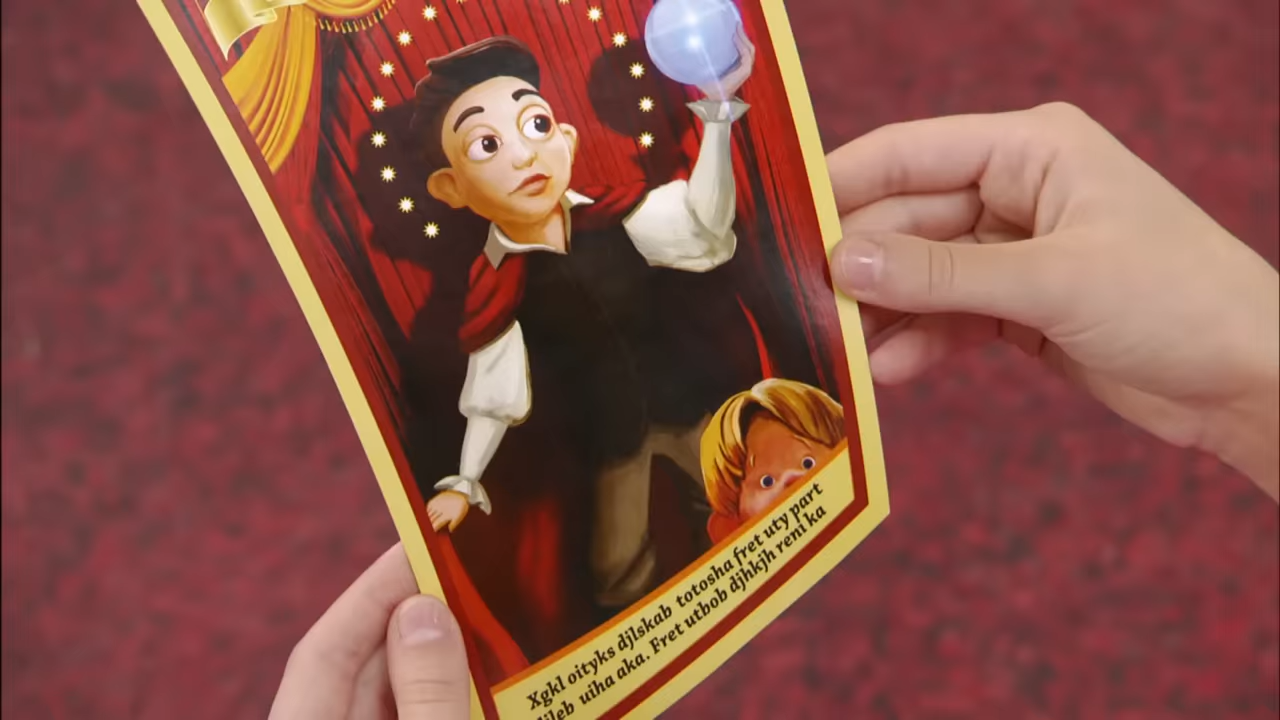 Xgkl oityks djlskab totosha fret uty part
uiha aka. Fret utbob djhkjh reni ka